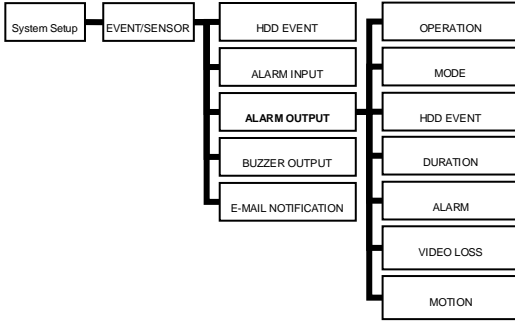 System Setup
EVENT/SENSOR
HDD EVENT
ALARM INPUT
ALARM OUTPUT
BUZZER OUTPUT
E-MAIL NOTIFICATION
OPERATION
MODE
HDD EVENT
DURATION
ALARM
VIDEO LOSS
MOTION